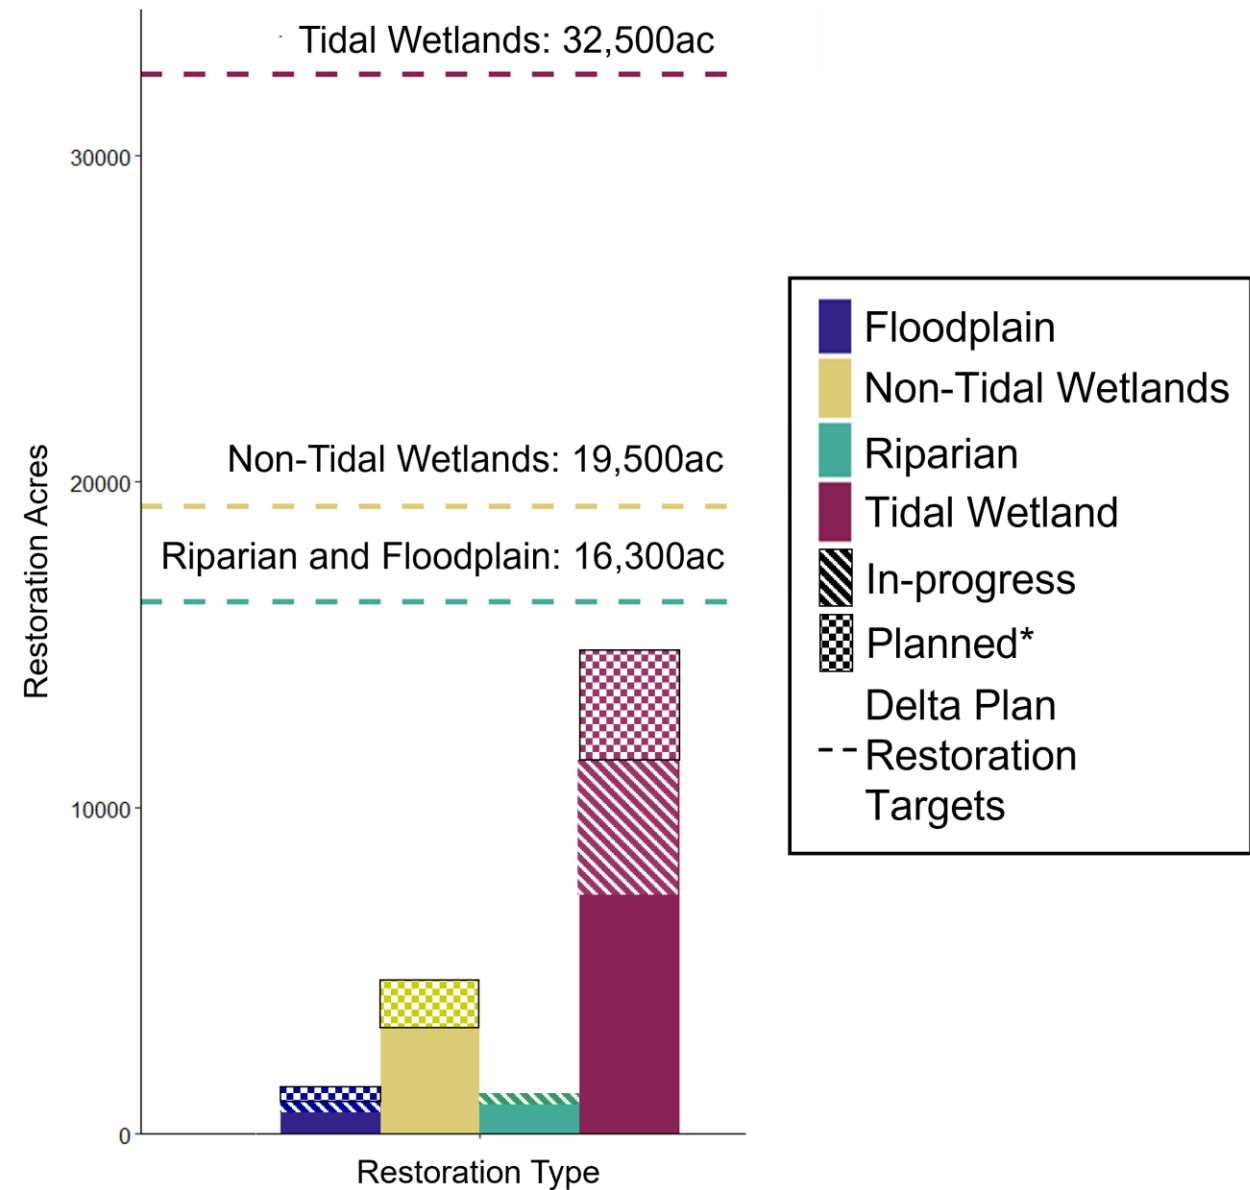 Tidal Wetlands: 32,500ac
30000
Non-Tidal Wetlands: 19,500ac
20000
Riparian and Floodplain: 16,300ac
10000
0
Restoration Acres
Restoration Type
Floodplain
Non-Tidal Wetlands
Riparian
Tidal Wetland
In-progress
Planned*
Delta Plan
Restoration
Targets